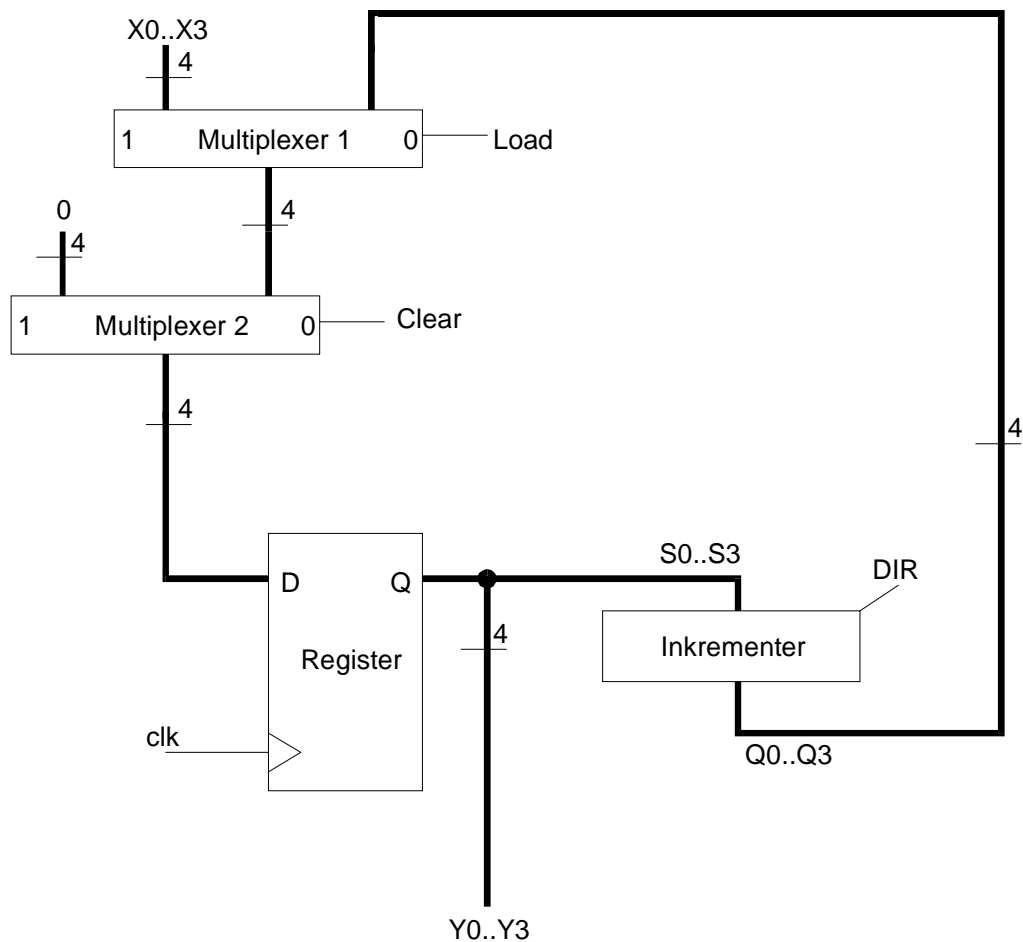 X0..X3
4
1 Multiplexer 1 0
Load
4
0
4
1 Multiplexer 2 0
Clear
4
4
S0..S3
DIR
D Q
4
Inkrementer
Register
clk
Q0..Q3
Y0..Y3